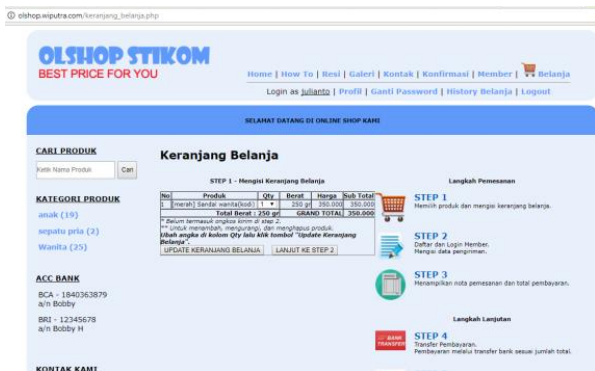 olshop.wiputra.com/keranjang_belanja.php
OLSHOP STIKOM
BEST PRICE FOR YOU
Home | How To | Resi | Galeri | Kontak | Konfirmasi | Member | Belanja
Login as Julianto | Profil | Ganti Password | History Belanja | Logout
SELAMAT DATANG DI ONLINE SHOP KAMI
CARI PRODUK
Ketik Nama Produk Cari
KATEGORI PRODUK
anak (19)
sepatu pria (2)
Wanita (25)
ACC BANK
BCA - 1840363879
a/n Bobby
BRI - 12345678
a/n Bobby H
KONTAK KAMI
Keranjang Belanja
STEP 1 - Mengisi Keranjang Belanja
No Produk Qty Berat Harga Sub Total
1 [merah] Sandal wanita(kodi) 1 250 gr 350.000 350.000
Total Berat : 250 gr GRAND TOTAL 350.000
* Belum termasuk ongkos kirim di step 2.
** Untuk menambah, mengurangi, dan menghapus produk.
Ubah angka di kolom Qty lalu klik tombol "Update Keranjang
Belanja".
UPDATE KERANJANG BELANJA LANJUT KE STEP 2
Langkah Pemesanan
STEP 1
Memilih produk dan mengisi keranjang belanja.
STEP 2
Daftar dan Login Member.
Mengisi data pengiriman.
STEP 3
Menampilkan nota pemesanan dan total pembayaran.
Langkah Lanjutan
BANK
TRANSFER
STEP 4
Transfer Pembayaran.
Pembayaran melalui transfer bank sesuai jumlah total.